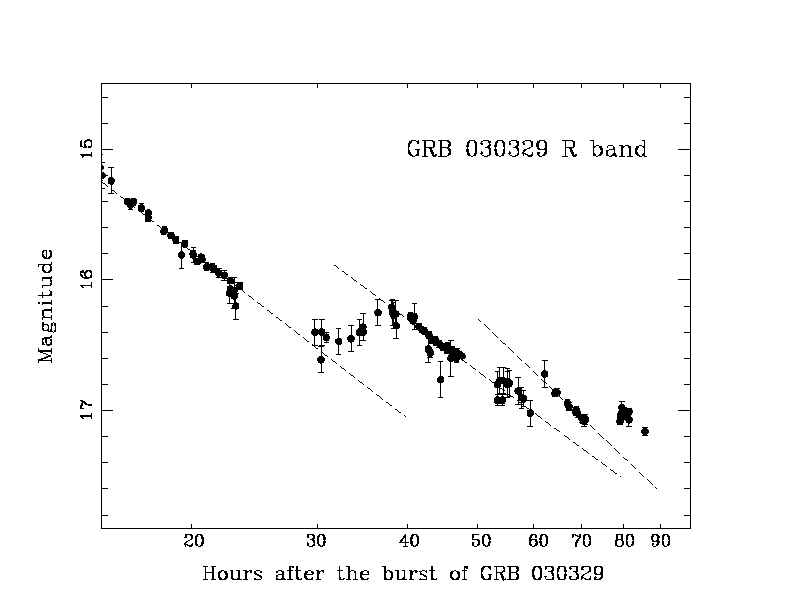 GRB 030329 R band
15
16
17
Magnitude
20 30 40 50 60 70 80 90
Hours after the burst of GRB 030329